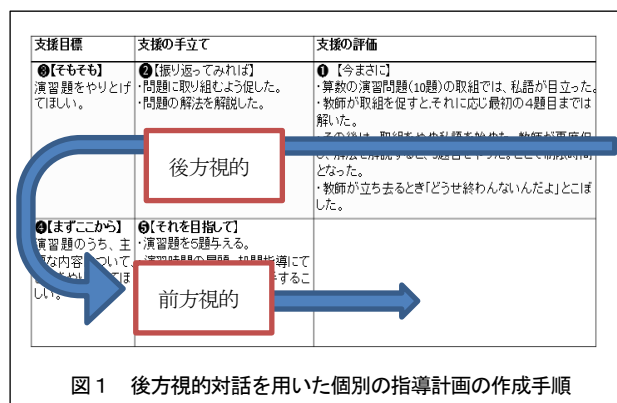 支援目標 支援の手立て 支援の評価
❸【そもそも】
演習題をやりとげ
てほしい。
❷【振り返ってみれば】
・問題に取り組むよう促した。
・問題の解法を解説した。
❶【今まさに】
・算数の演習問題(10題)の取組では、私語が目立った。
・教師が取組を促すと、それに応じ最初の4題目までは
解いた。
となった。
・教師が立ち去るとき「どうせ終わんないんだよ」とこぼ
した。
後方視的
❹【まずここから】
演習題のうち、主
❺【それを目指して】
・演習題を5題与える。
前方視的
図1 後方視的対話を用いた個別の指導計画の作成手順